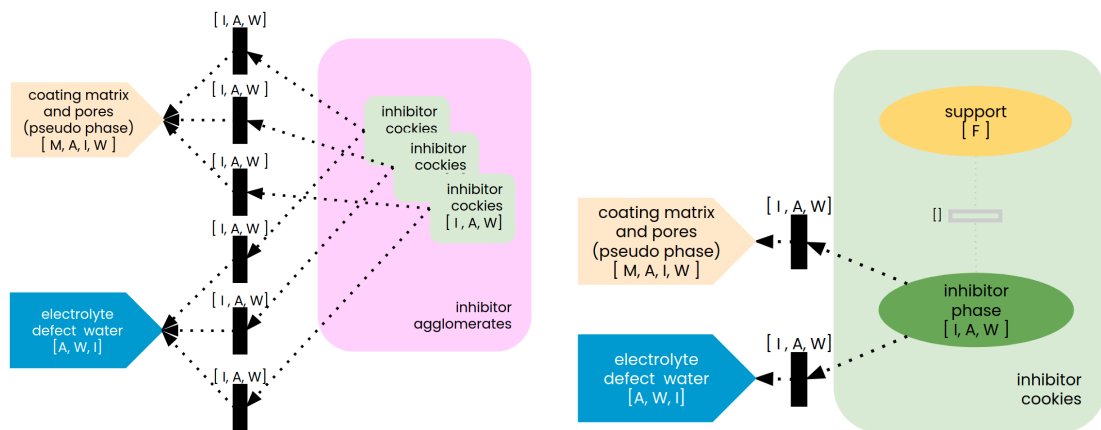 [ I, A, W]
[ I, A, W ]
[ I, A, W ]
[ I, A, W]
[ I , A, W]
[ I, A, W]
coating matrix
and pores
(pseudo phase)
[ M, A, I, W ]
electrolyte
defect water
[A, W, I]
inhibitor
cockies
inhibitor
cockies
inhibitor
cockies
[ I , A, W]
inhibitor
agglomerates
coating matrix
and pores
(pseudo phase)
[ M, A, I, W ]
electrolyte
defect water
[A, W, I]
[ I , A, W]
[ I , A, W]
support
[ F ]
[]
inhibitor
phase
[ I, A, W ]
inhibitor
cookies